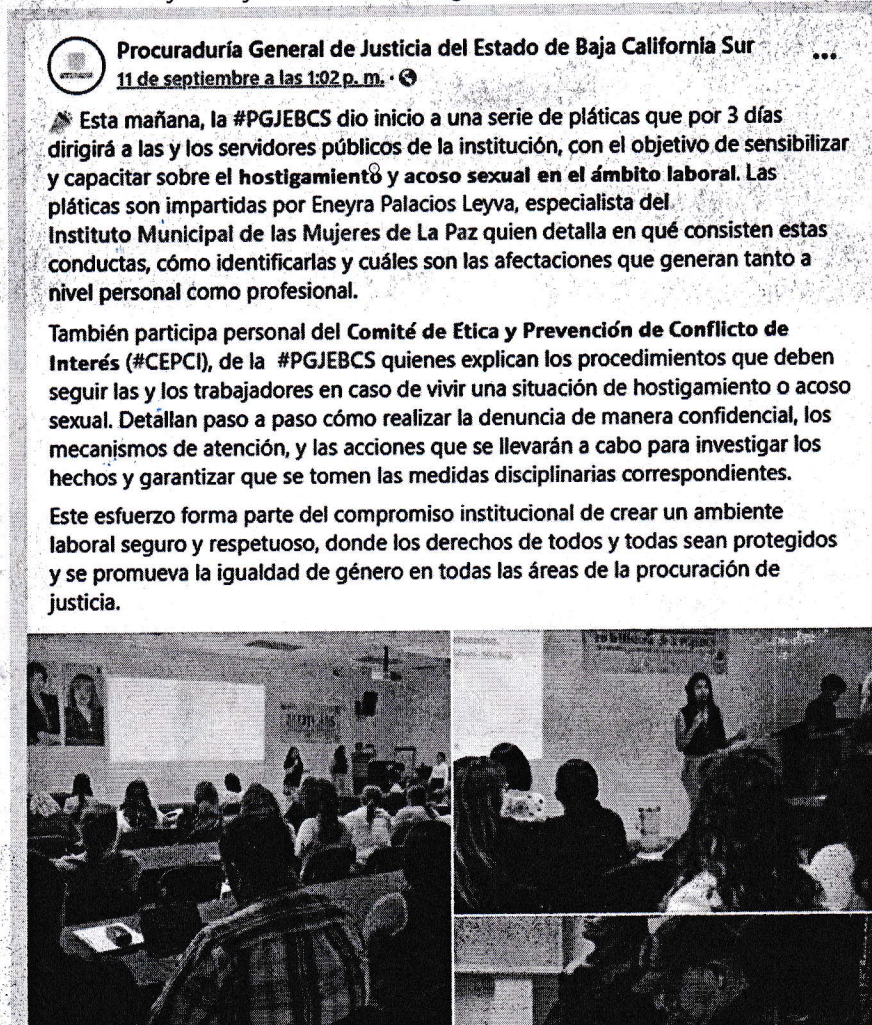 Procuraduría General de Justicia del Estado de Baja California Sur
11 de septiembre a las 1:02 p. m. ·
Esta mañana, la #PGJEBCS dio inicio a una serie de pláticas que por 3 días
dirigirá a las y los servidores públicos de la institución, con el objetivo de sensibilizar
y capacitar sobre el hostigamiento y acoso sexual en el ámbito laboral. Las
pláticas son impartidas por Eneyra Palacios Leyva, especialista del
Instituto Municipal de las Mujeres de La Paz quien detalla en qué consisten estas
conductas, cómo identificarlas y cuáles son las afectaciones que generan tanto a
nivel personal como profesional.
También participa personal del Comité de Ética y Prevención de Conflicto de
Interés (#CEPCI), de la #PGJEBCS quienes explican los procedimientos que deben
seguir las y los trabajadores en caso de vivir una situación de hostigamiento o acoso
sexual. Detallan paso a paso cómo realizar la denuncia de manera confidencial, los
mecanismos de atención, y las acciones que se llevarán a cabo para investigar los
hechos y garantizar que se tomen las medidas disciplinarias correspondientes.
Este esfuerzo forma parte del compromiso institucional de crear un ambiente
laboral seguro y respetuoso, donde los derechos de todos y todas sean protegidos
y se promueva la igualdad de género en todas las áreas de la procuración de
justicia.